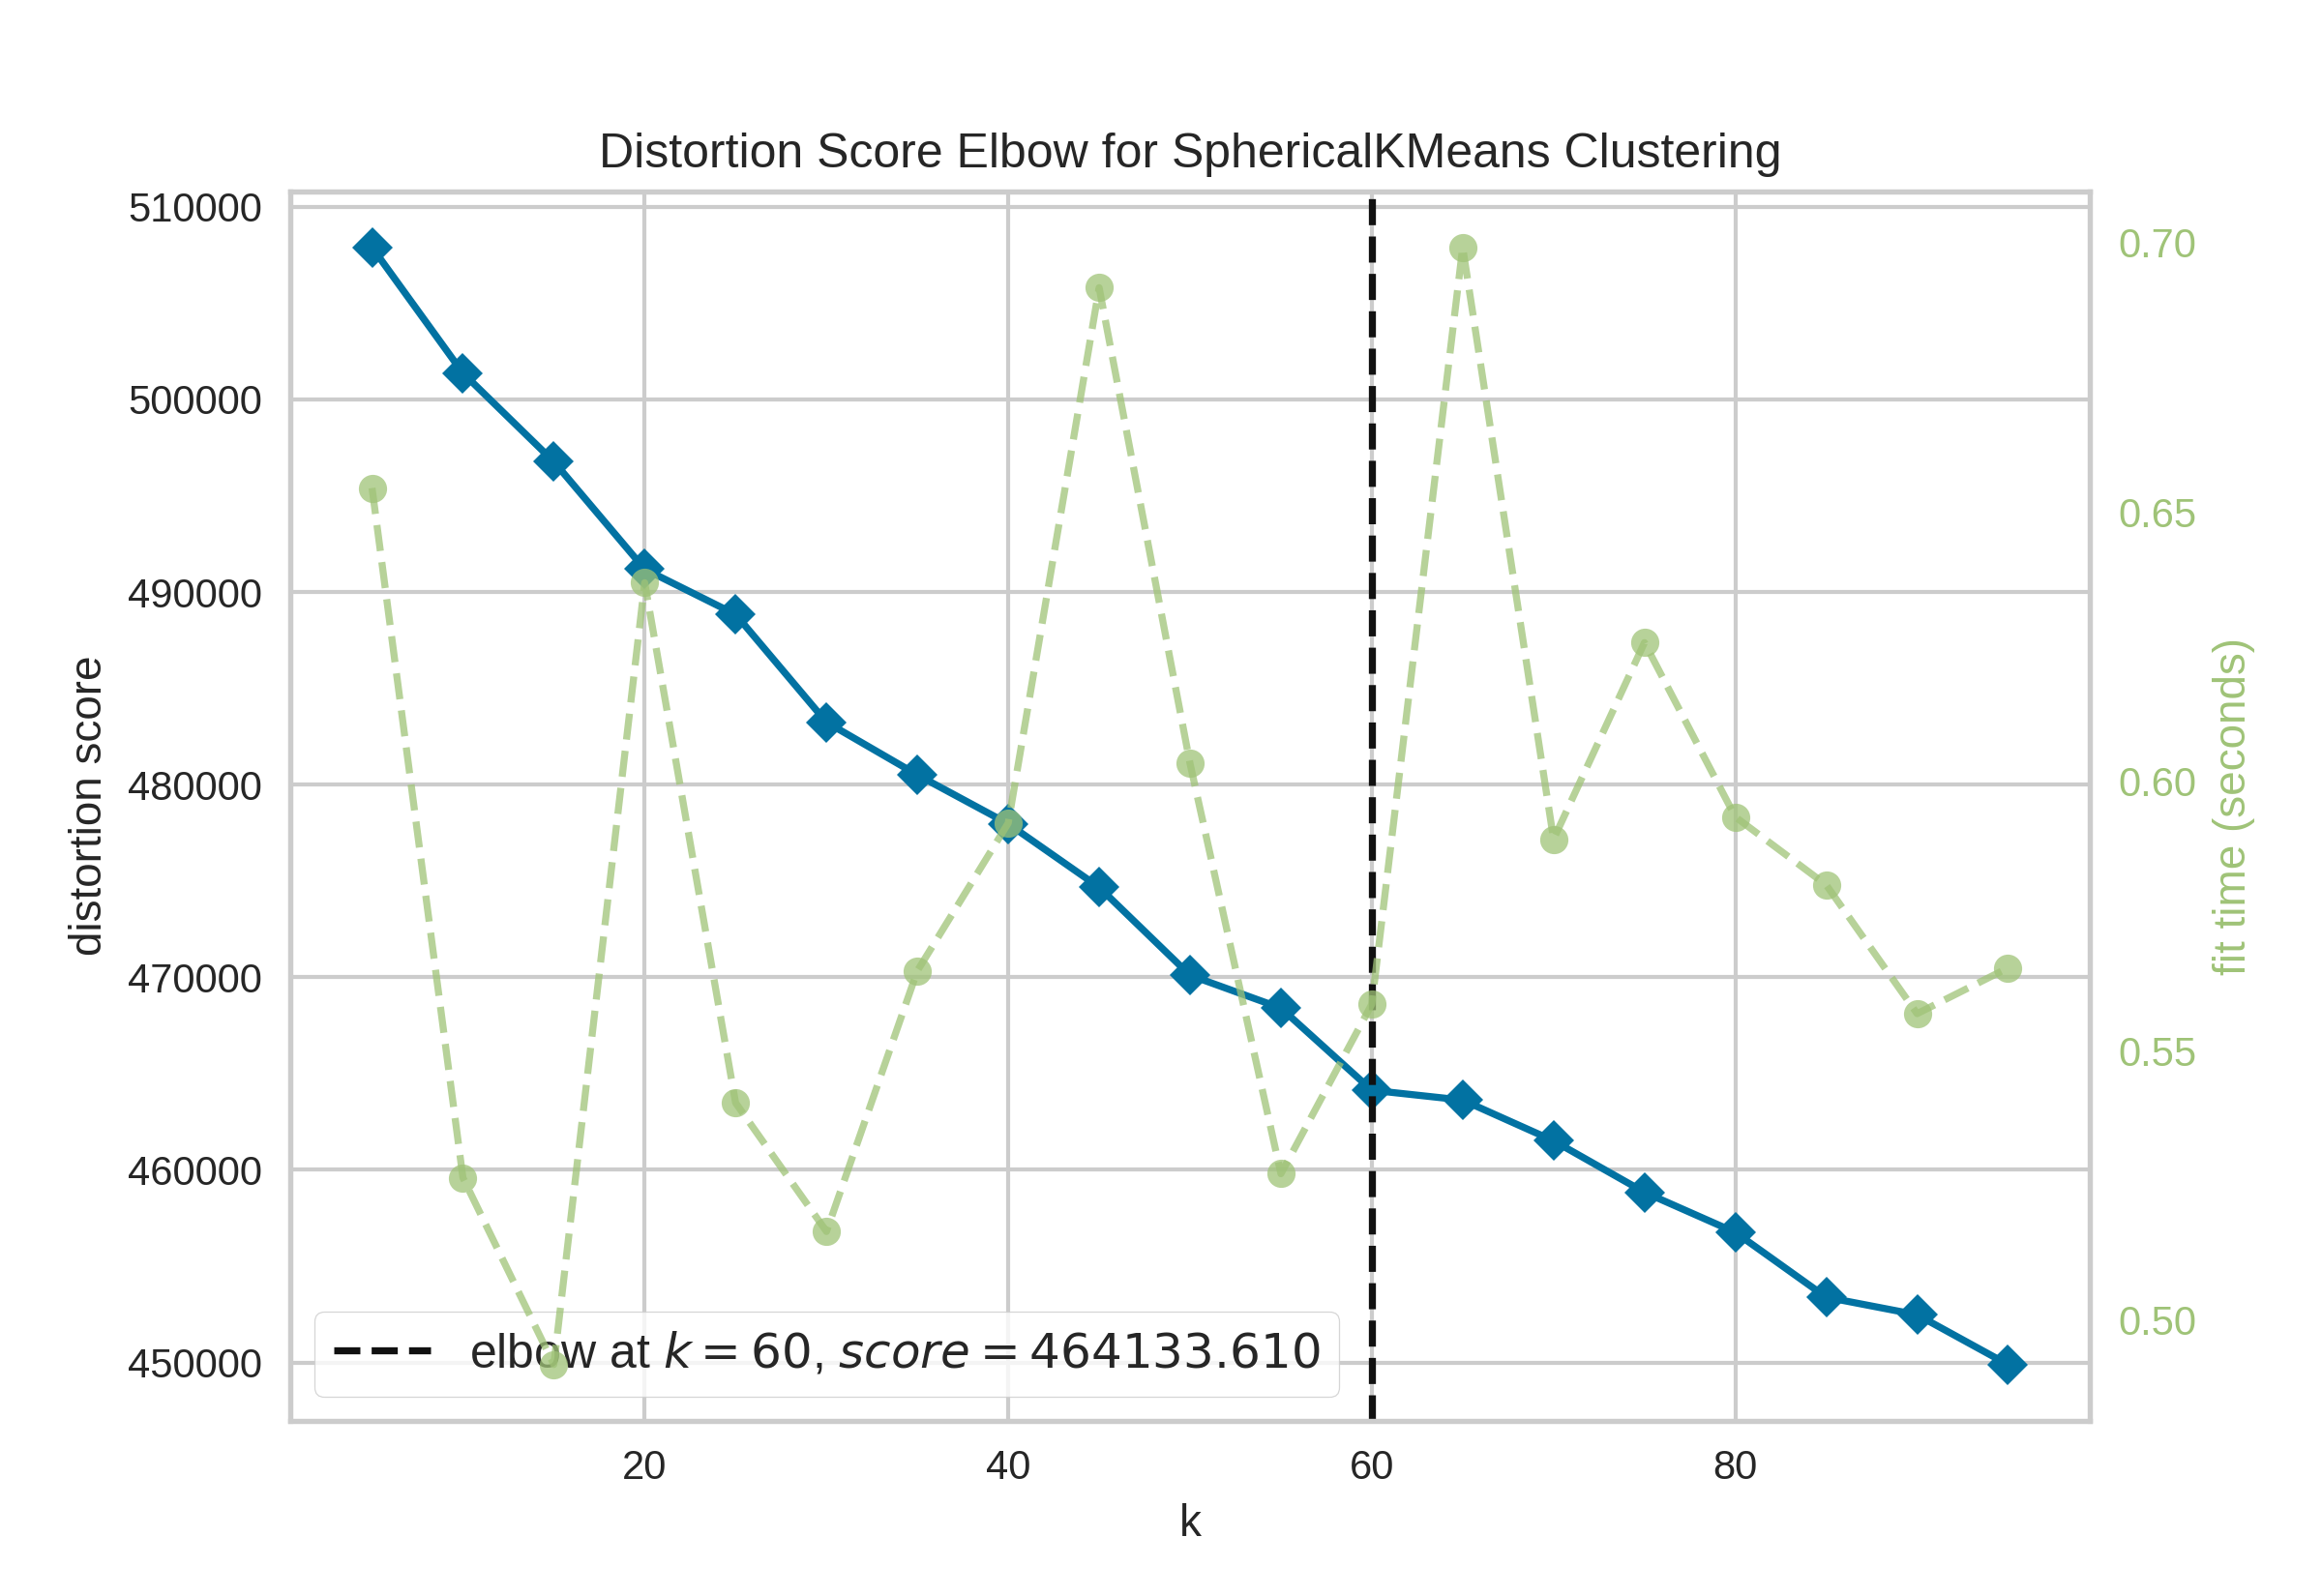 Distortion Score Elbow for SphericalKMeans Clustering
510000
500000
490000
480000
470000
460000
450000
distortion score
0.70
0.65
0.60
0.55
0.50
fit time (seconds)
elbow at k = 60, score = 464133.610
20 40 60 80
k